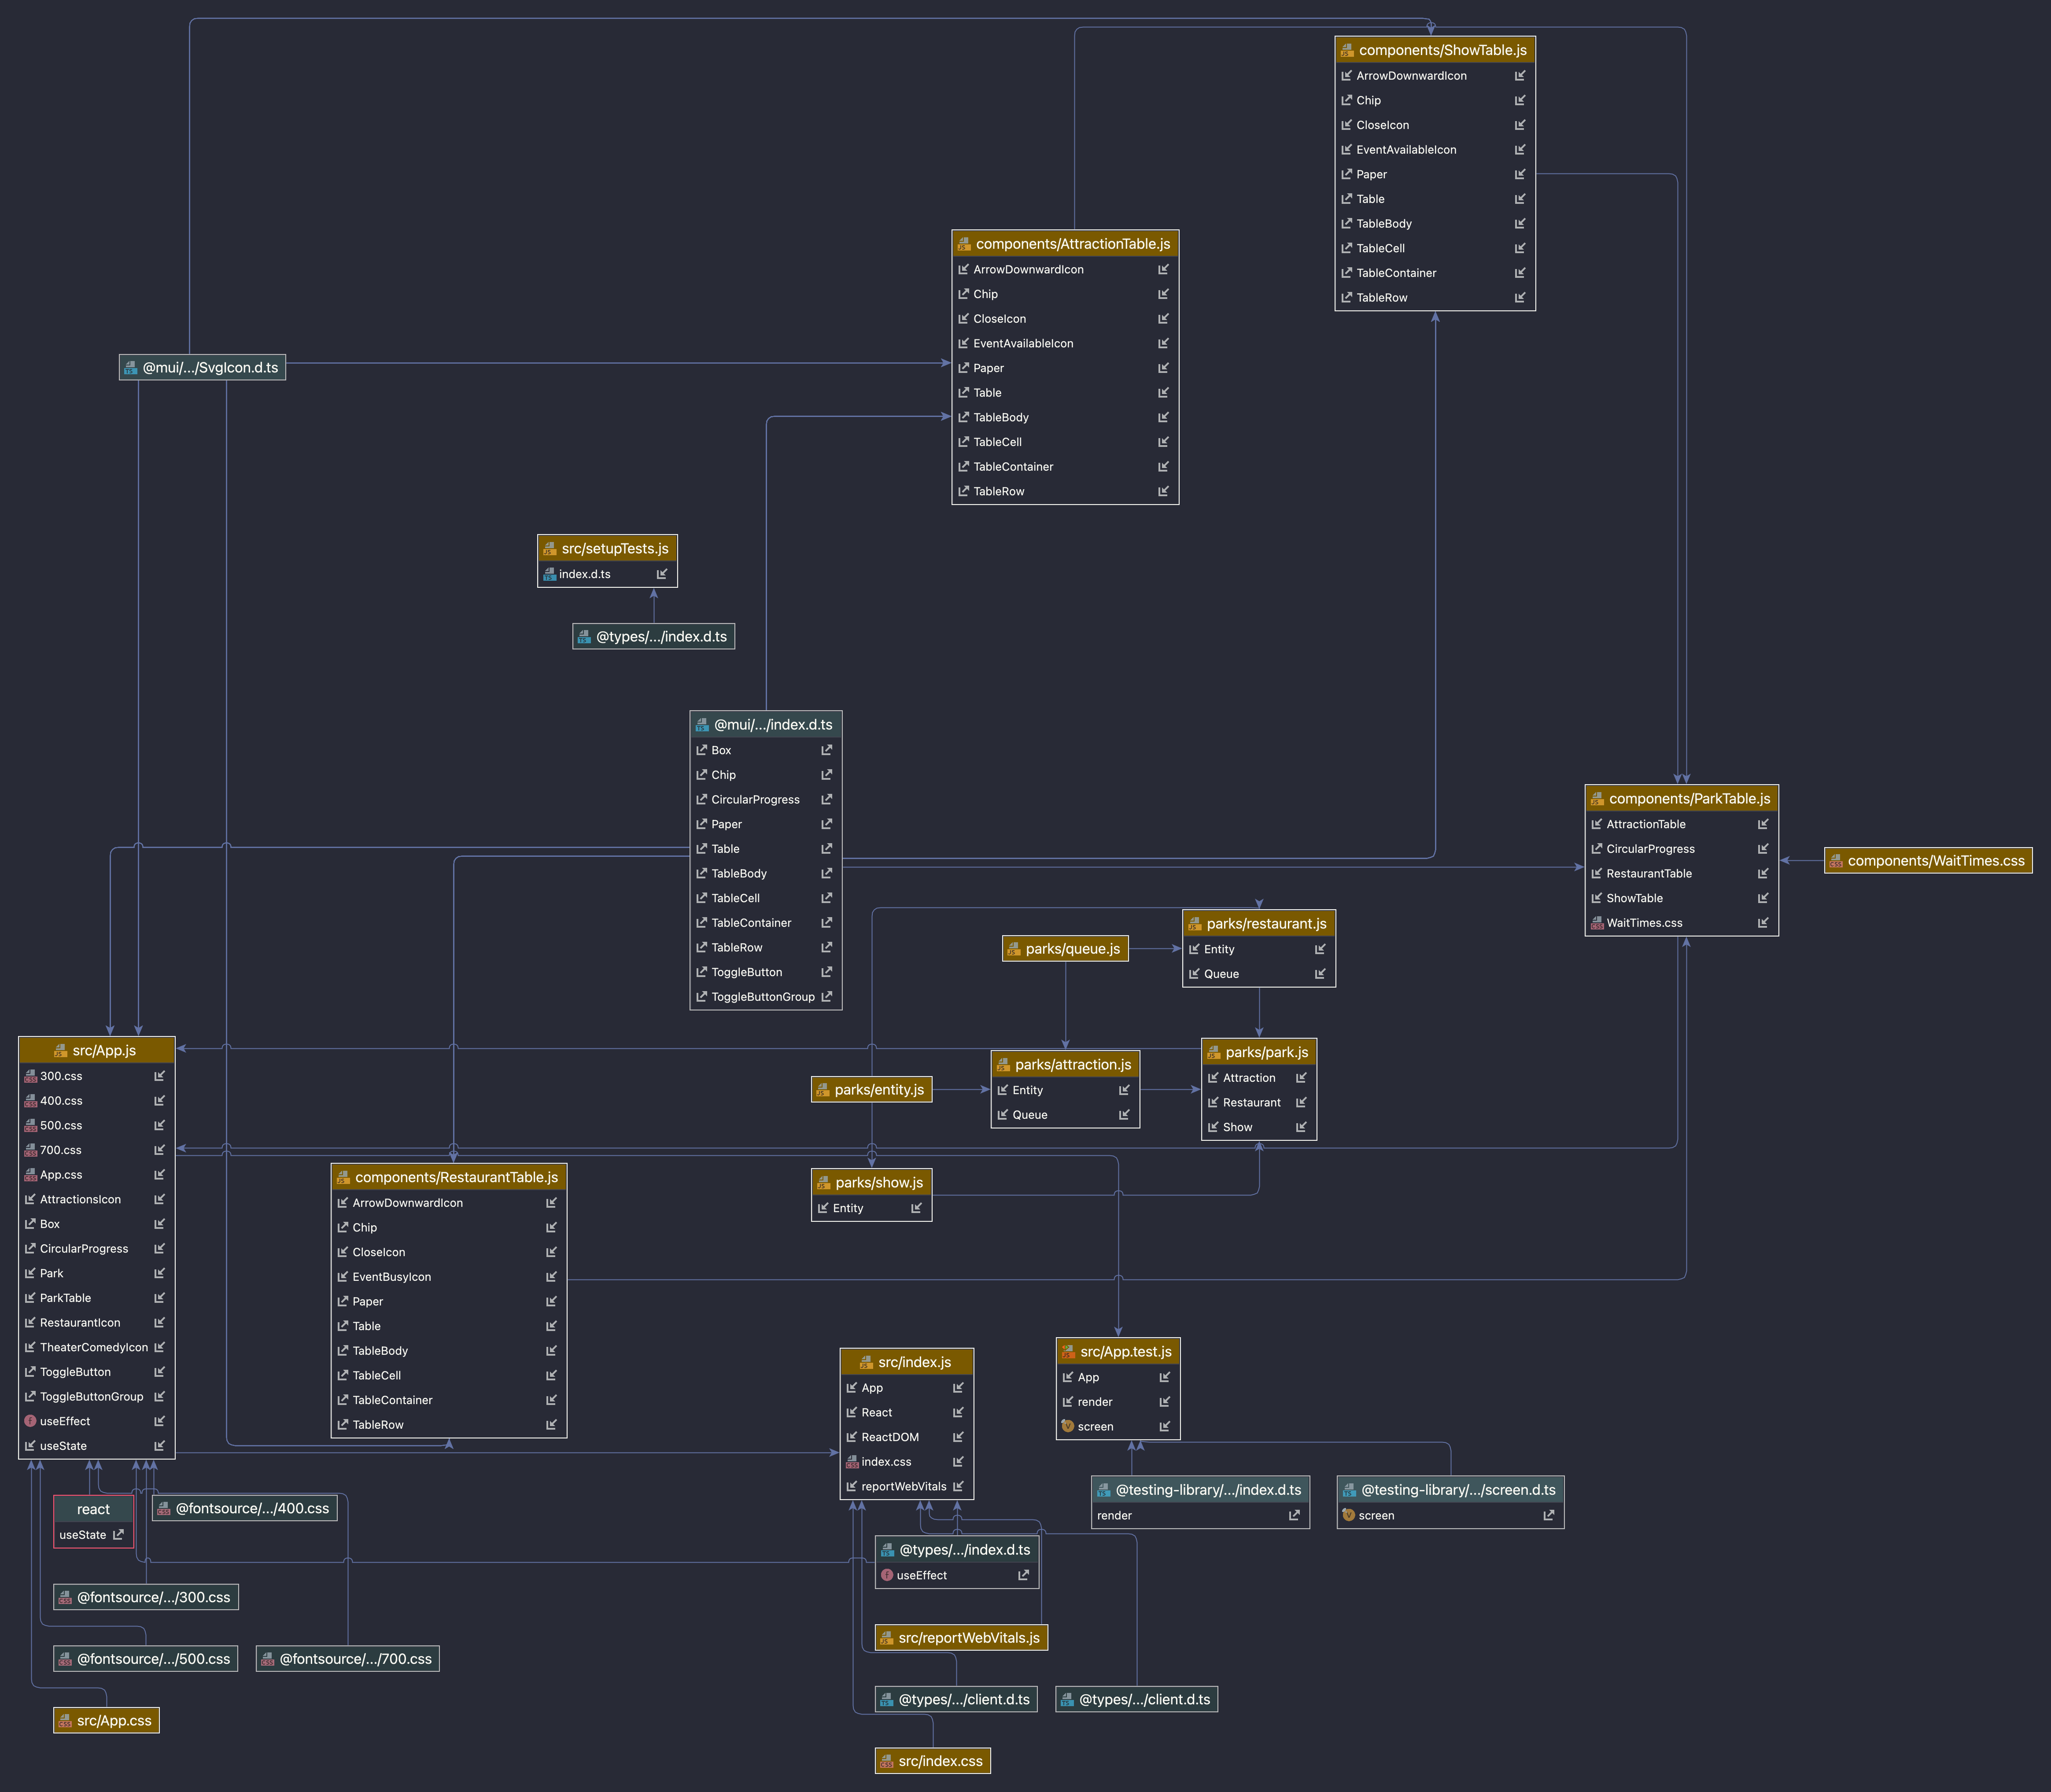 components/ShowTable.js
ArrowDownwardIcon
Chip
CloseIcon
EventAvailableIcon
Paper
Table
TableBody
TableCell
TableContainer
TableRow
components/AttractionTable.js
ArrowDownwardIcon
Chip
CloseIcon
EventAvailableIcon
Paper
Table
TableBody
TableCell
TableContainer
TableRow
@mui/.../SvgIcon.d.ts
src/setupTests.js
index.d.ts
@types/.../index.d.ts
@mui/.../index.d.ts
Box
Chip
CircularProgress
Paper
Table
TableBody
TableCell
TableContainer
TableRow
ToggleButton
ToggleButtonGroup
components/ParkTable.js
AttractionTable
CircularProgress
RestaurantTable
ShowTable
WaitTimes.css
components/WaitTimes.css
parks/restaurant.js
Entity
Queue
parks/queue.js
parks/park.js
Attraction
Restaurant
Show
parks/attraction.js
Entity
Queue
parks/entity.js
parks/show.js
Entity
src/App.js
300.css
400.css
500.css
700.css
App.css
AttractionsIcon
Box
CircularProgress
Park
ParkTable
RestaurantIcon
TheaterComedyIcon
ToggleButton
ToggleButtonGroup
useEffect
useState
components/RestaurantTable.js
ArrowDownwardIcon
Chip
CloseIcon
EventBusyIcon
Paper
Table
TableBody
TableCell
TableContainer
TableRow
src/index.js
App
React
ReactDOM
index.css
reportWebVitals
src/App.test.js
App
render
screen
@testing-library/.../index.d.ts
render
@testing-library/.../screen.d.ts
screen
react
useState
@fontsource/.../400.css
@types/.../index.d.ts
useEffect
@fontsource/.../300.css
src/reportWebVitals.js
@fontsource/.../500.css
@fontsource/.../700.css
@types/.../client.d.ts
@types/.../client.d.ts
src/App.css
src/index.css